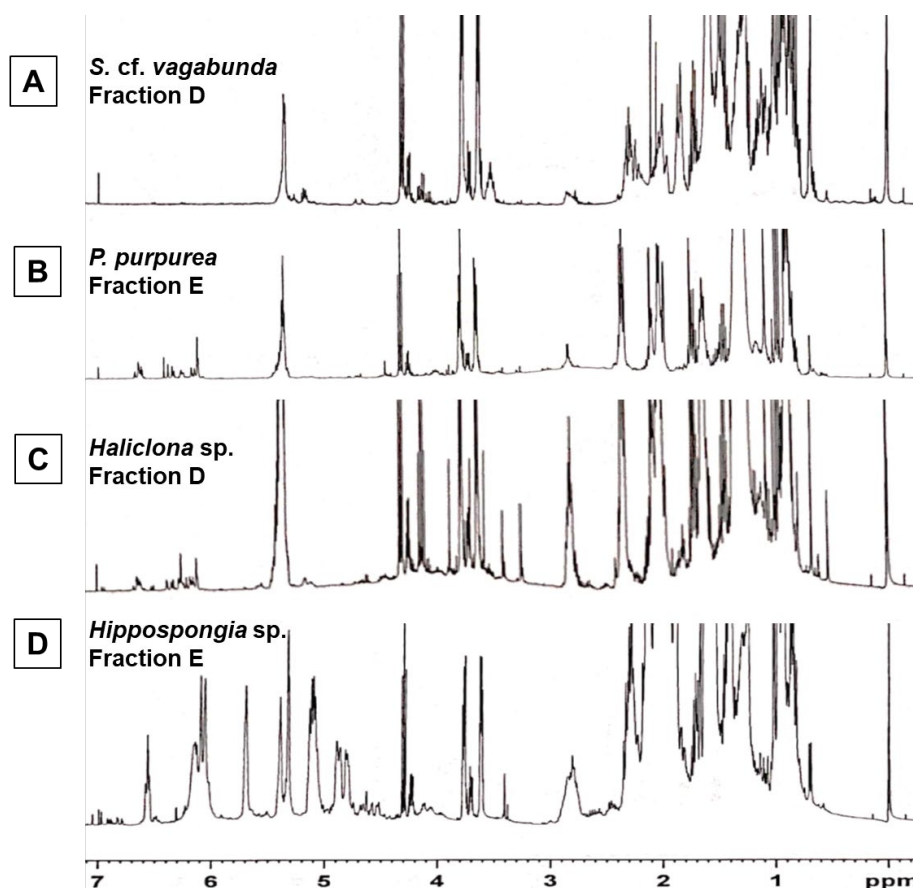 A
S. cf. vagabunda
Fraction D
B
P. purpurea
Fraction E
C
Haliclona sp.
Fraction D
D
Hippospongia sp.
Fraction E
7 6 5 4 3 2 1 ppm